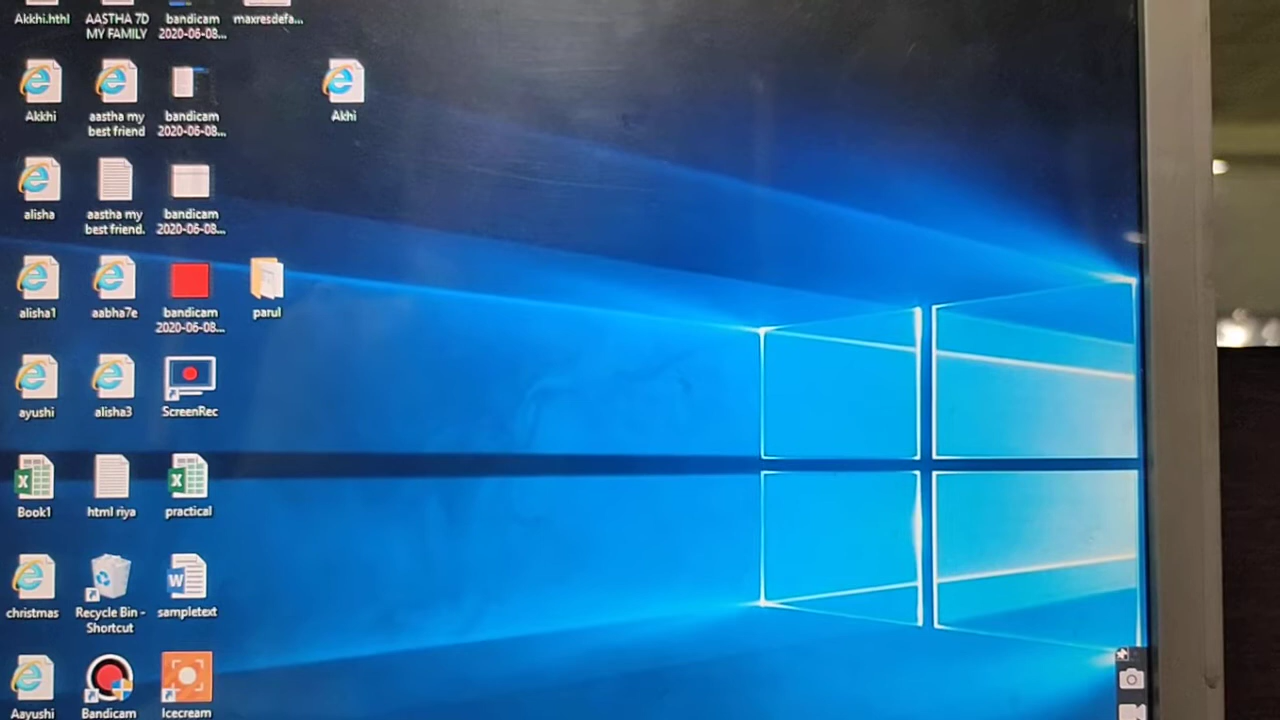 Akkhi.hthl
AASTHA 7D
MY FAMILY
bandicam
2020-06-08...
maxresdefa...
Akkhi
aastha my
best friend
bandicam
2020-06-08...
Akhi
alisha
aastha my
best friend.
bandicam
2020-06-08...
alisha1
aabha7e
bandicam
2020-06-08...
parul
ayushi
alisha3
ScreenRec
Book1
html riya
practical
christmas
Recycle Bin -
Shortcut
sampletext
Aayushi
Bandicam
Icecream